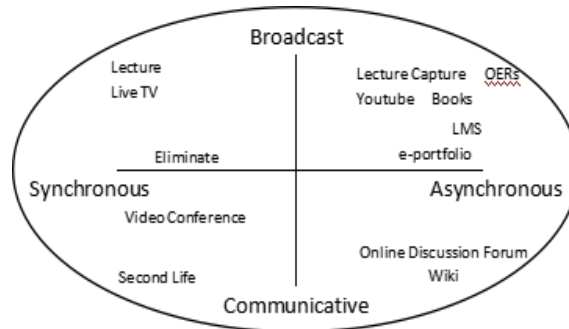 Broadcast
Lecture
Live TV
Lecture Capture OERs
Youtube Books
LMS
Eliminate
e-portfolio
Synchronous
Asynchronous
Video Conference
Online Discussion Forum
Wiki
Second Life
Communicative